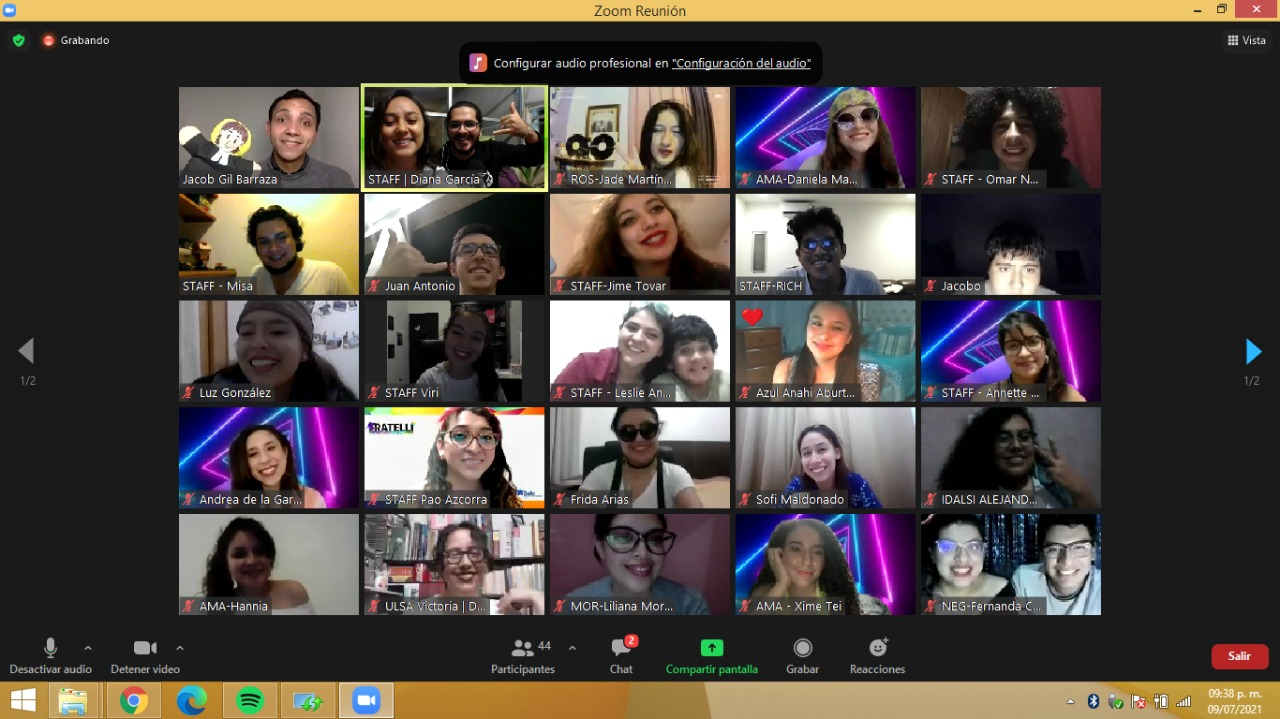 Zoom Reunión
Grabando
Vista
Configurar audio profesional en "Configuración del audio"
Jacob Gil Barraza
STAFF | Diana García
ROS-Jade Martín...
AMA-Daniela Ma...
STAFF - Omar N...
STAFF - Misa
Juan Antonio
STAFF-Jime Tovar
STAFF-RICH
Jacobo
1/2
1/2
Luz González
STAFF Viri
STAFF - Leslie An...
Azul Anahi Aburt...
STAFF - Annette ...
FRATELLI
Andrea de la Gar...
STAFF Pao Azcorra
Frida Arias
Sofi Maldonado
IDALSI ALEJAND...
AMA-Hannia
ULSA Victoria | D...
MOR-Liliana Mor...
AMA - Xime Tei
NEG-Fernanda C...
Desactivar audio
Detener video
44
Participantes
2
Chat
Compartir pantalla
Grabar
Reacciones
Salir
09:38 p. m.
09/07/2021